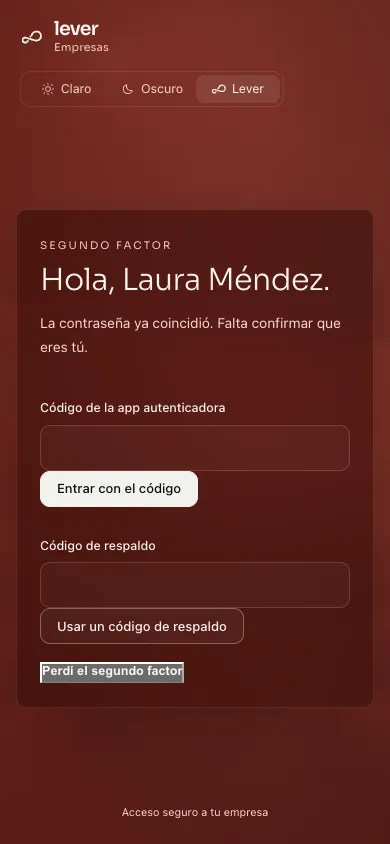 lever
Empresas
Claro
Oscuro
Lever
SEGUNDO FACTOR
Hola, Laura Méndez.
La contraseña ya coincidió. Falta confirmar que
eres tú.
Código de la app autenticadora
Entrar con el código
Código de respaldo
Usar un código de respaldo
Perdí el segundo factor
Acceso seguro a tu empresa